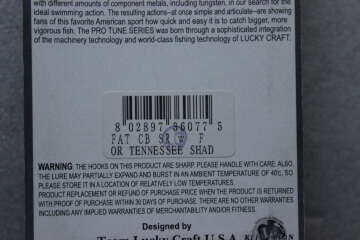 with different amounts of component metals, including tungsten, in our search for the
ideal swimming action. The resulting actions-at once simple and articulate-are showing
fans of this favorite American sport how quick and easy it is to catch bigger, more
vigorous fish. The PRO TUNE SERIES was born through a sophisticated integration
of the machinery technology and world-class fishing technology of LUCKY CRAFT.
8 02897 56077 5
FAT CB SR F
OR TENNESSEE SHAD
WARNING: THE HOOKS ON THIS PRODUCT ARE SHARP. PLEASE HANDLE WITH CARE. ALSO,
THE LURE MAY PARTIALLY EXPAND AND BURST IN AN AMBIENT TEMPERATURE OF 40℃, SO
PLEASE STORE IT A LOCATION OF RELATIVELY LOW TEMPERATURES.
PRODUCT REPLACEMENT OR REFUND OF PURCHASE PRICE WHEN THE PRODUCT IS RETURNED
WITH PROOF OF PURCHASE WITHIN 30 DAYS OF PURCHASE. THERE ARE NO OTHER WARRANTIES
INCLUDING ANY IMPLIED WARRANTIES OF MERCHANTABILITY AND/OR FITNESS.
Designed by
Team Lucky Craft U.S.A.